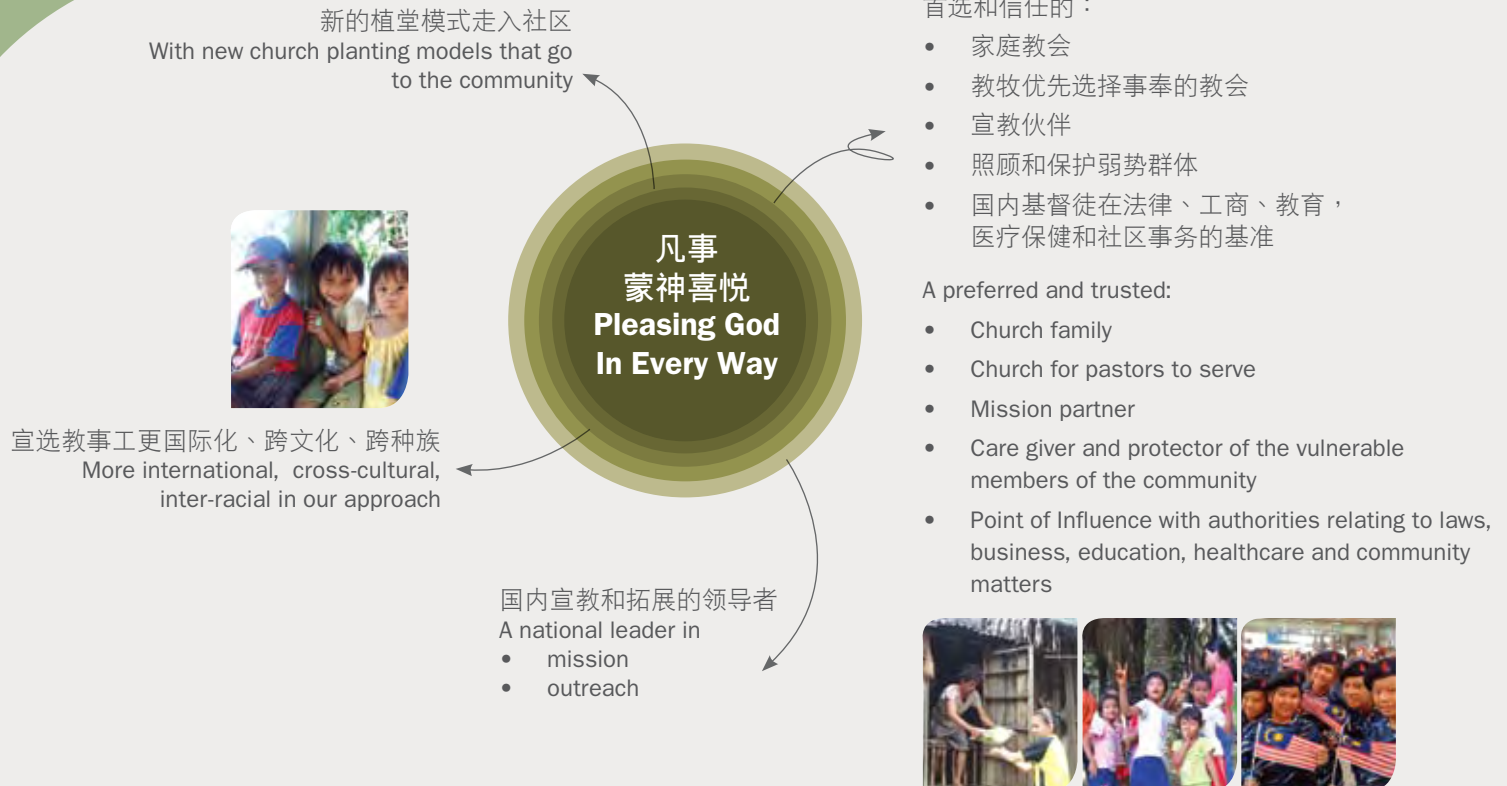 新的植堂模式走入社区
With new church planting models that go
to the community
凡事
蒙神喜悦
Pleasing God
In Every Way
宣选教事工更国际化、跨文化、跨种族
More international, cross-cultural,
inter-racial in our approach
国内宣教和拓展的领导者
A national leader in
• mission
• outreach
首选和信任的：
• 家庭教会
• 教牧优先选择事奉的教会
• 宣教伙伴
• 照顾和保护弱势群体
• 国内基督徒在法律、工商、教育，
医疗保健和社区事务的基准
A preferred and trusted:
• Church family
• Church for pastors to serve
• Mission partner
• Care giver and protector of the vulnerable
members of the community
• Point of Influence with authorities relating to laws,
business, education, healthcare and community
matters